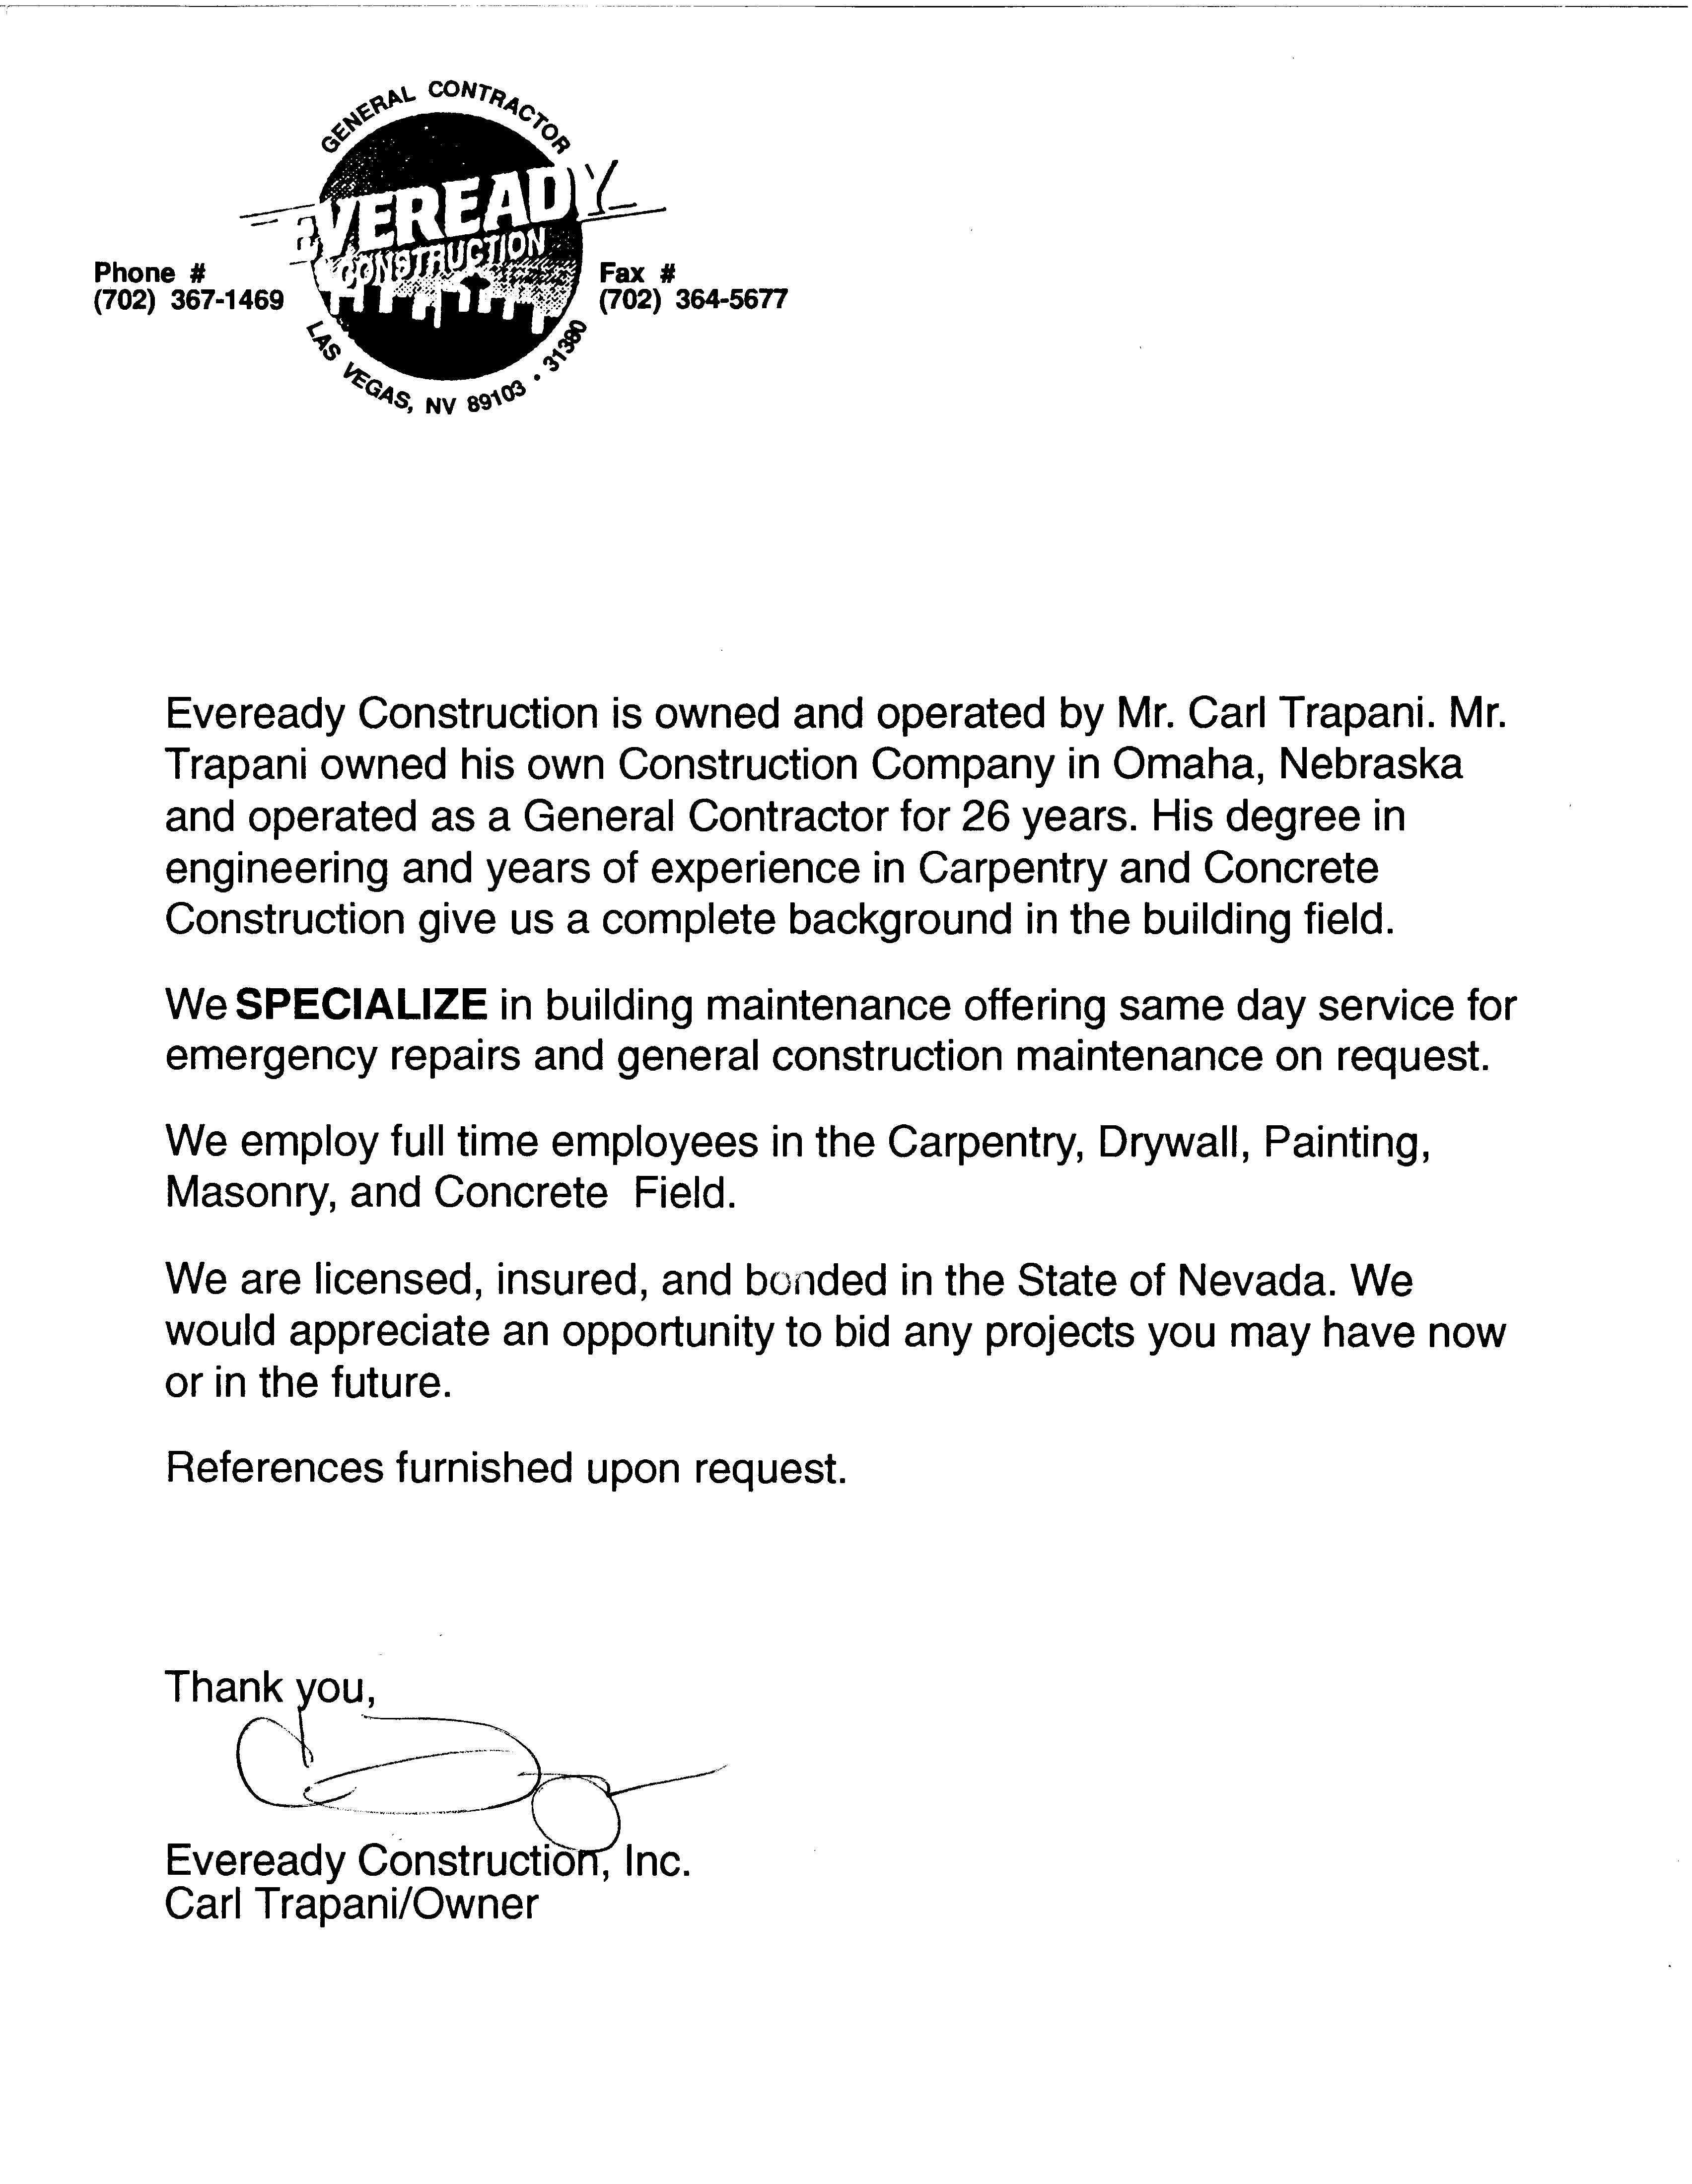 GENERAL CONTRACTOR
EVEREADY
CONSTRUCTION
Phone #
(702) 367-1469
Fax #
(702) 364-5677
LAS VEGAS, NV 89103 • 31380
Eveready Construction is owned and operated by Mr. Carl Trapani. Mr.
Trapani owned his own Construction Company in Omaha, Nebraska
and operated as a General Contractor for 26 years. His degree in
engineering and years of experience in Carpentry and Concrete
Construction give us a complete background in the building field.
We SPECIALIZE in building maintenance offering same day service for
emergency repairs and general construction maintenance on request.
We employ full time employees in the Carpentry, Drywall, Painting,
Masonry, and Concrete Field.
We are licensed, insured, and bonded in the State of Nevada. We
would appreciate an opportunity to bid any projects you may have now
or in the future.
References furnished upon request.
Thank you,
Eveready Construction, Inc.
Carl Trapani/Owner